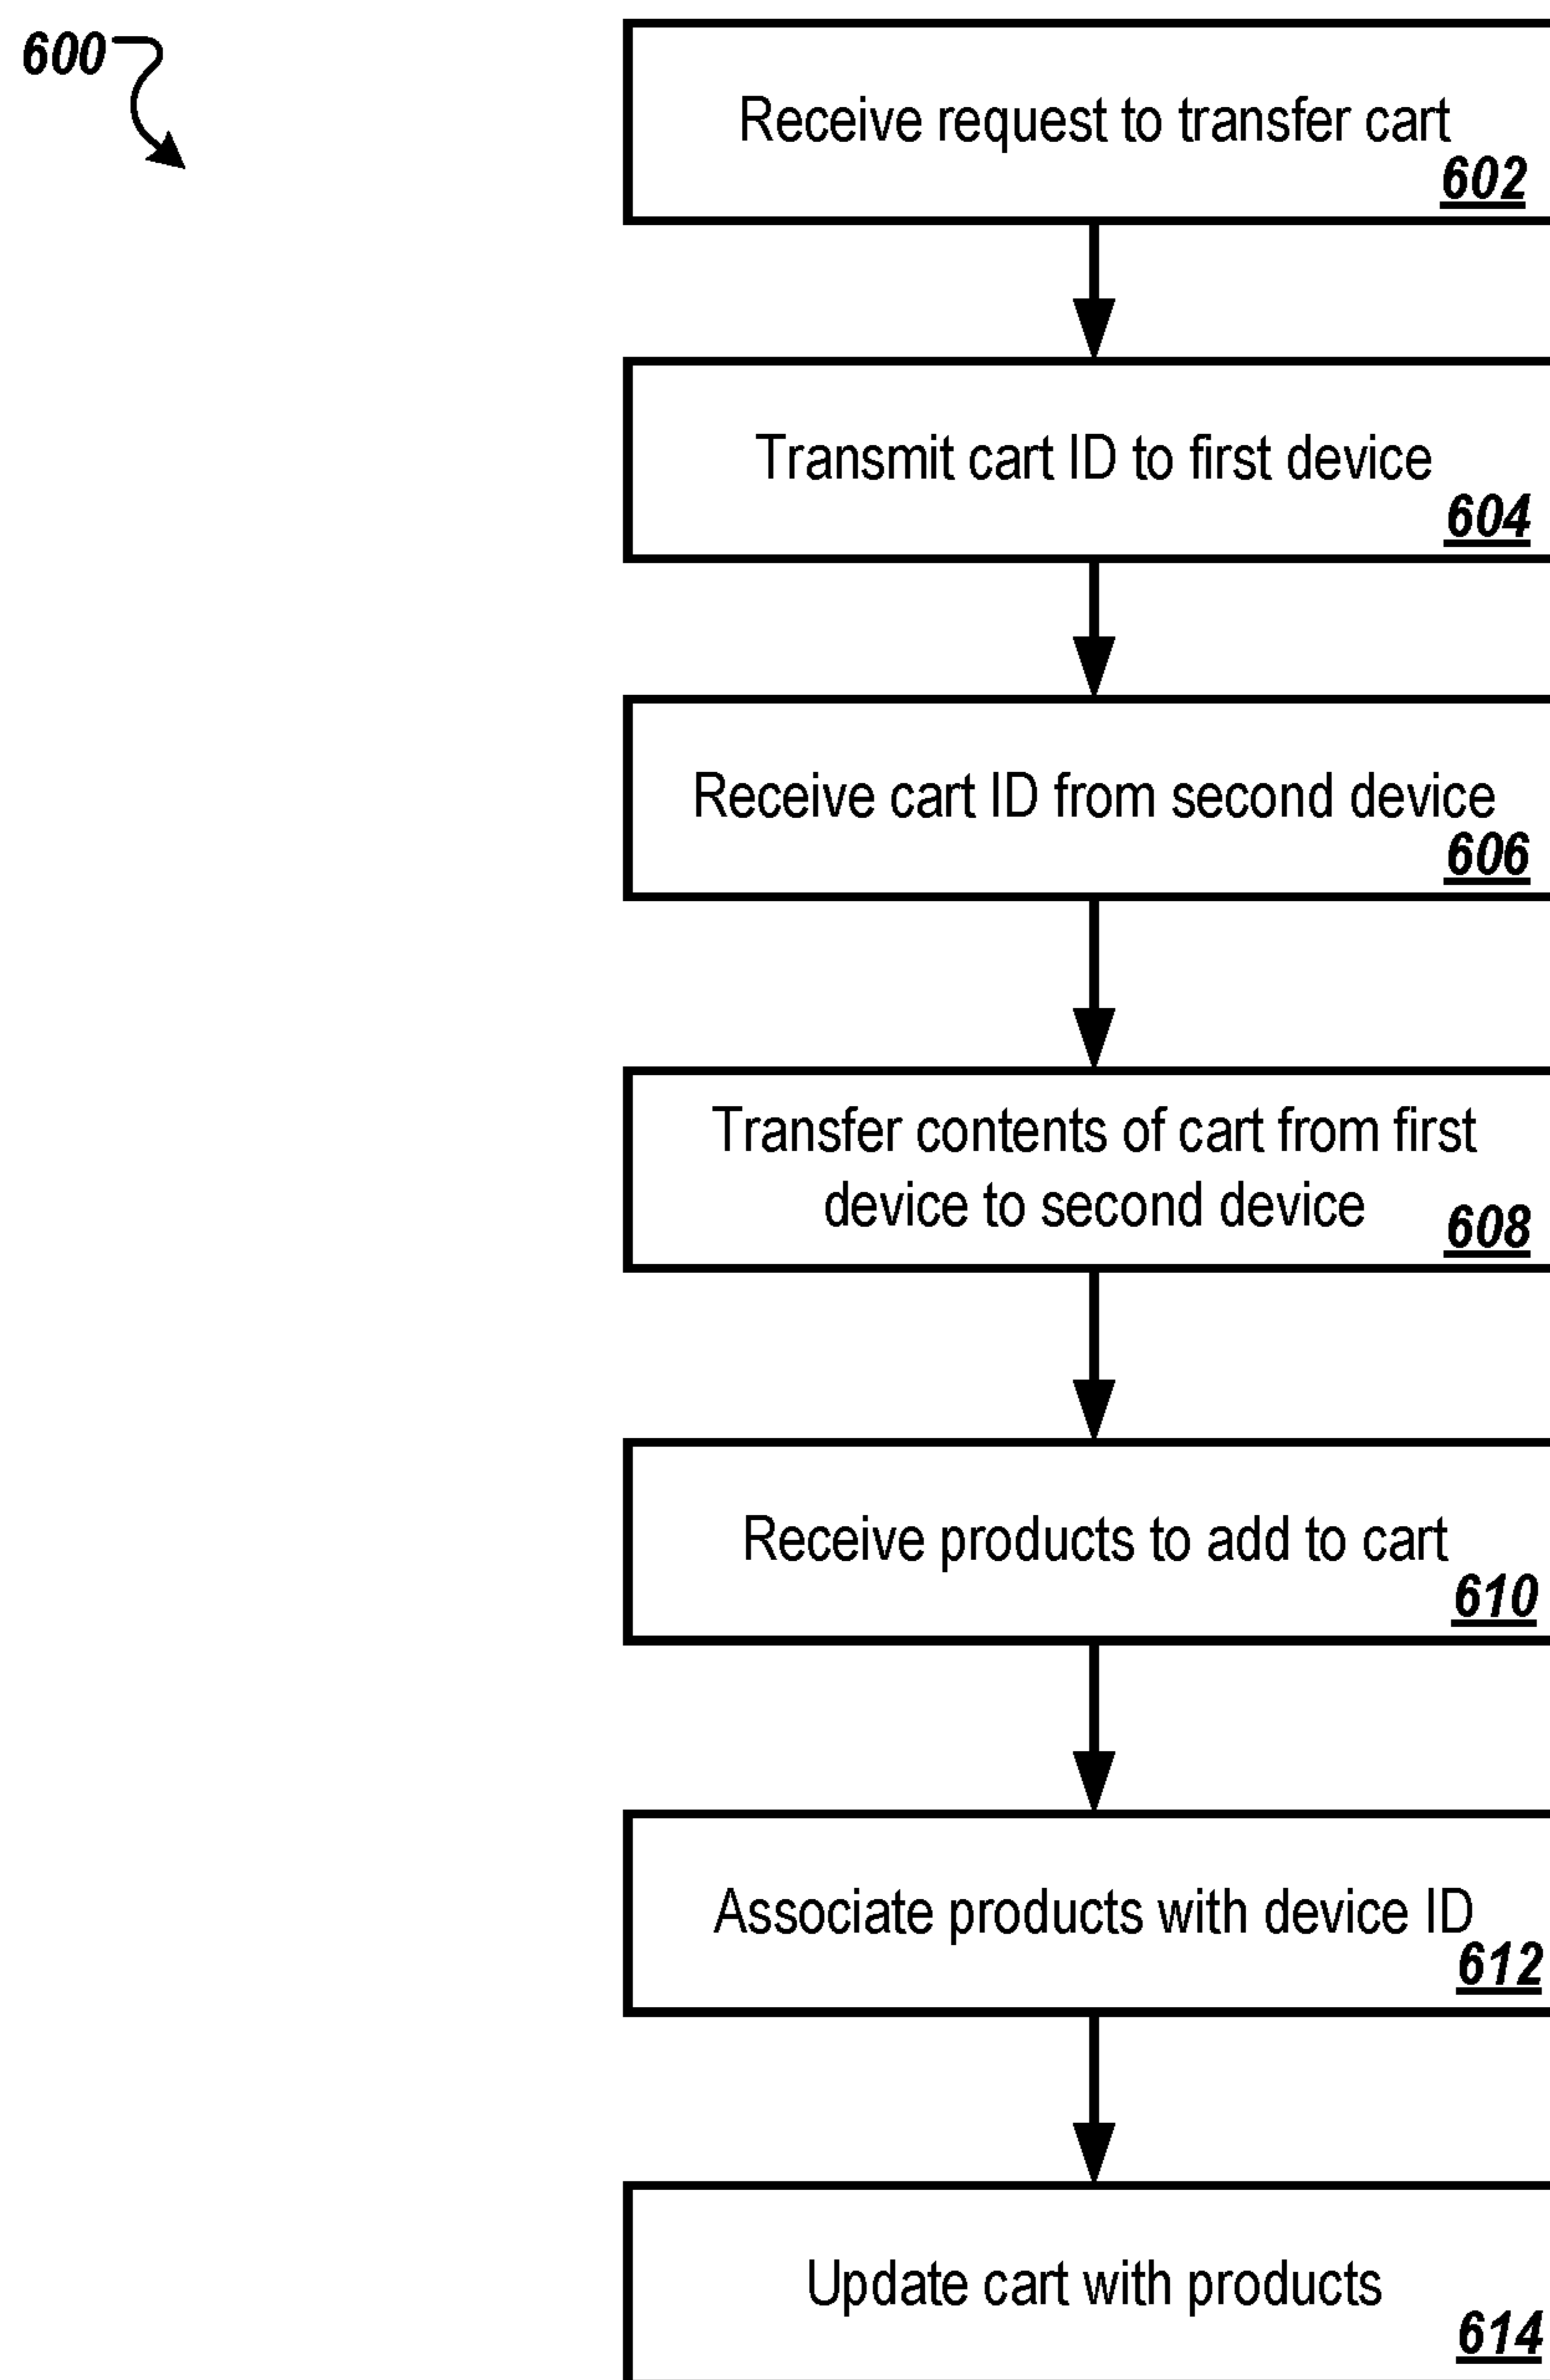 600
Receive request to transfer cart
602
Transmit cart ID to first device
604
Receive cart ID from second device
606
Transfer contents of cart from first
device to second device
608
Receive products to add to cart
610
Associate products with device ID
612
Update cart with products
614